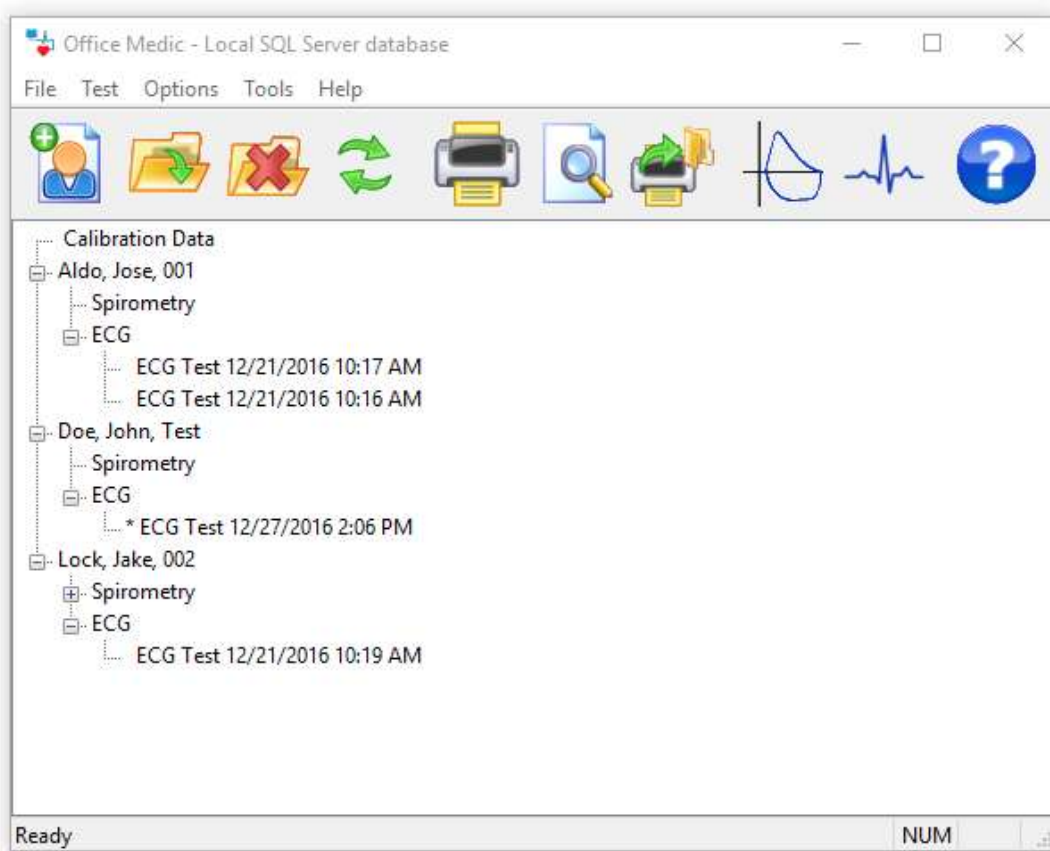 Office Medic - Local SQL Server database
File Test Options Tools Help
?
Calibration Data
Aldo, Jose, 001
Spirometry
ECG
ECG Test 12/21/2016 10:17 AM
ECG Test 12/21/2016 10:16 AM
Doe, John, Test
Spirometry
ECG
* ECG Test 12/27/2016 2:06 PM
Lock, Jake, 002
Spirometry
ECG
ECG Test 12/21/2016 10:19 AM
Ready NUM